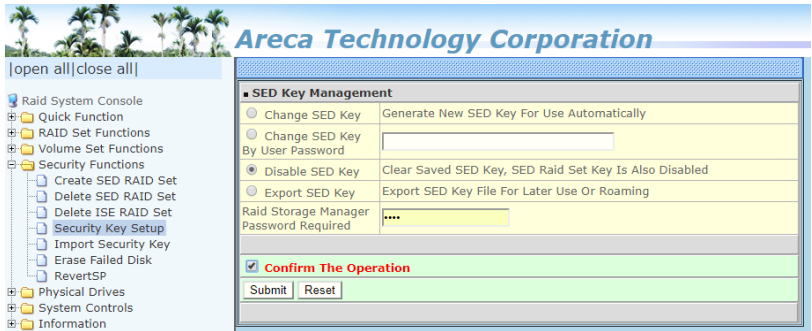 Areca Technology Corporation
|open all|close all|
Raid System Console
Quick Function
RAID Set Functions
Volume Set Functions
Security Functions
Create SED RAID Set
Delete SED RAID Set
Delete ISE RAID Set
Security Key Setup
Import Security Key
Erase Failed Disk
RevertSP
Physical Drives
System Controls
Information
SED Key Management
Change SED Key Generate New SED Key For Use Automatically
Change SED Key
By User Password
Disable SED Key Clear Saved SED Key, SED Raid Set Key Is Also Disabled
Export SED Key Export SED Key File For Later Use Or Roaming
Raid Storage Manager
Password Required ••••
Confirm The Operation
Submit Reset